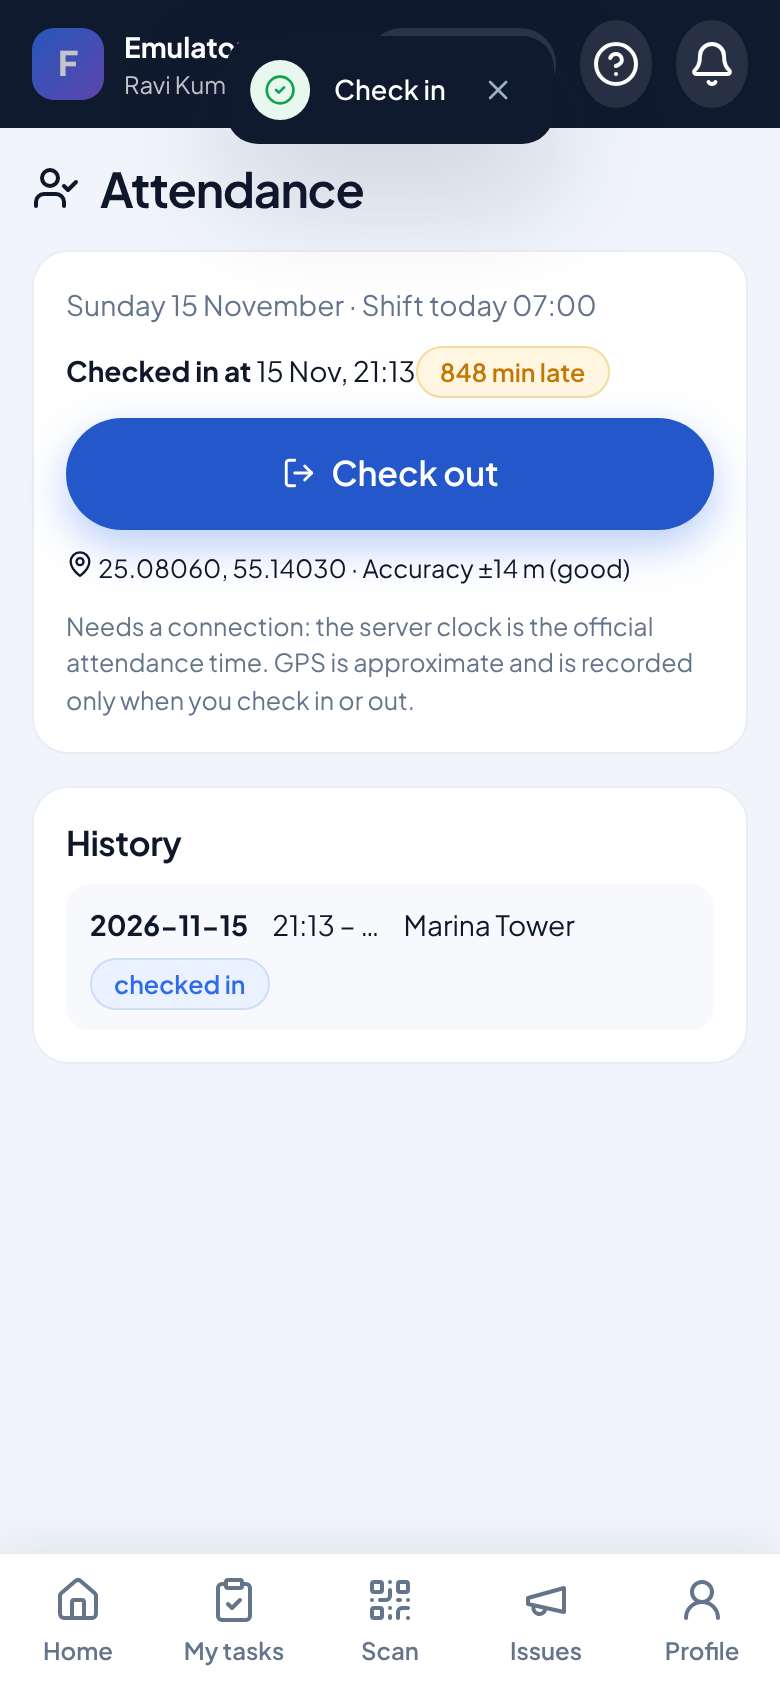 F
Ravi Kum
Check in
Attendance
Sunday 15 November · Shift today 07:00
Checked in at 15 Nov, 21:13 848 min late
Check out
25.08060, 55.14030 · Accuracy ±14 m (good)
Needs a connection: the server clock is the official
attendance time. GPS is approximate and is recorded
only when you check in or out.
History
2026-11-15 21:13 – ... Marina Tower
checked in
Home My tasks Scan Issues Profile